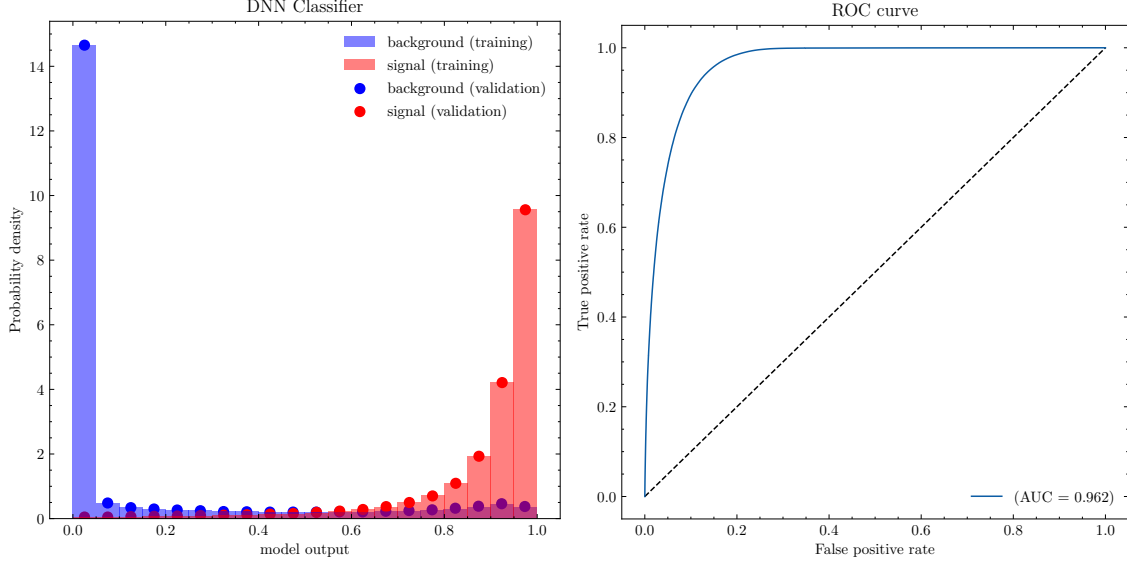 DNN Classifier
background (training)
signal (training)
background (validation)
signal (validation)
Probability density
14
12
10
8
6
4
2
0
0.0 0.2 0.4 0.6 0.8 1.0
model output
ROC curve
True positive rate
1.0
0.8
0.6
0.4
0.2
0.0
(AUC = 0.962)
0.0 0.2 0.4 0.6 0.8 1.0
False positive rate